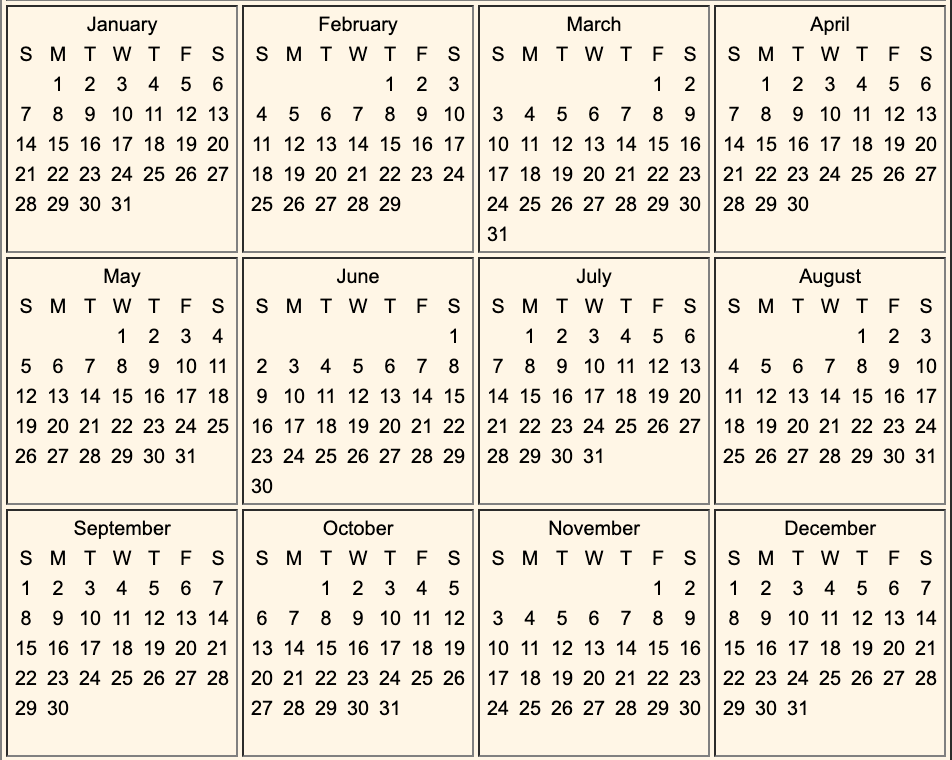 January
S M T W T F S
1 2 3 4 5 6
7 8 9 10 11 12 13
14 15 16 17 18 19 20
21 22 23 24 25 26 27
28 29 30 31
February
S M T W T F S
1 2 3
4 5 6 7 8 9 10
11 12 13 14 15 16 17
18 19 20 21 22 23 24
25 26 27 28 29
March
S M T W T F S
1 2
3 4 5 6 7 8 9
10 11 12 13 14 15 16
17 18 19 20 21 22 23
24 25 26 27 28 29 30
31
April
S M T W T F S
1 2 3 4 5 6
7 8 9 10 11 12 13
14 15 16 17 18 19 20
21 22 23 24 25 26 27
28 29 30
May
S M T W T F S
1 2 3 4
5 6 7 8 9 10 11
12 13 14 15 16 17 18
19 20 21 22 23 24 25
26 27 28 29 30 31
June
S M T W T F S
1
2 3 4 5 6 7 8
9 10 11 12 13 14 15
16 17 18 19 20 21 22
23 24 25 26 27 28 29
30
July
S M T W T F S
1 2 3 4 5 6
7 8 9 10 11 12 13
14 15 16 17 18 19 20
21 22 23 24 25 26 27
28 29 30 31
August
S M T W T F S
1 2 3
4 5 6 7 8 9 10
11 12 13 14 15 16 17
18 19 20 21 22 23 24
25 26 27 28 29 30 31
September
S M T W T F S
1 2 3 4 5 6 7
8 9 10 11 12 13 14
15 16 17 18 19 20 21
22 23 24 25 26 27 28
29 30
October
S M T W T F S
1 2 3 4 5
6 7 8 9 10 11 12
13 14 15 16 17 18 19
20 21 22 23 24 25 26
27 28 29 30 31
November
S M T W T F S
1 2
3 4 5 6 7 8 9
10 11 12 13 14 15 16
17 18 19 20 21 22 23
24 25 26 27 28 29 30
December
S M T W T F S
1 2 3 4 5 6 7
8 9 10 11 12 13 14
15 16 17 18 19 20 21
22 23 24 25 26 27 28
29 30 31